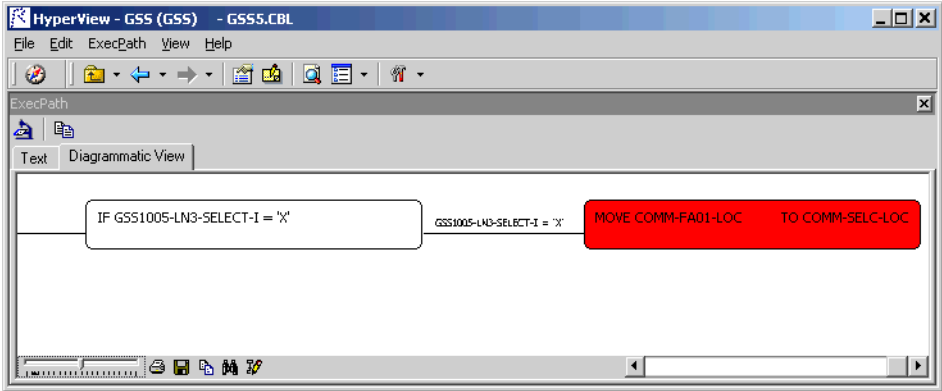 HyperView - GSS (GSS) - GSS5.CBL
File Edit ExecPath View Help
ExecPath
Text Diagrammatic View
IF GSS1005-LN3-SELECT-I = 'X'
GSS1005-LN3-SELECT-I = 'X'
MOVE COMM-FA01-LOC TO COMM-SELC-LOC